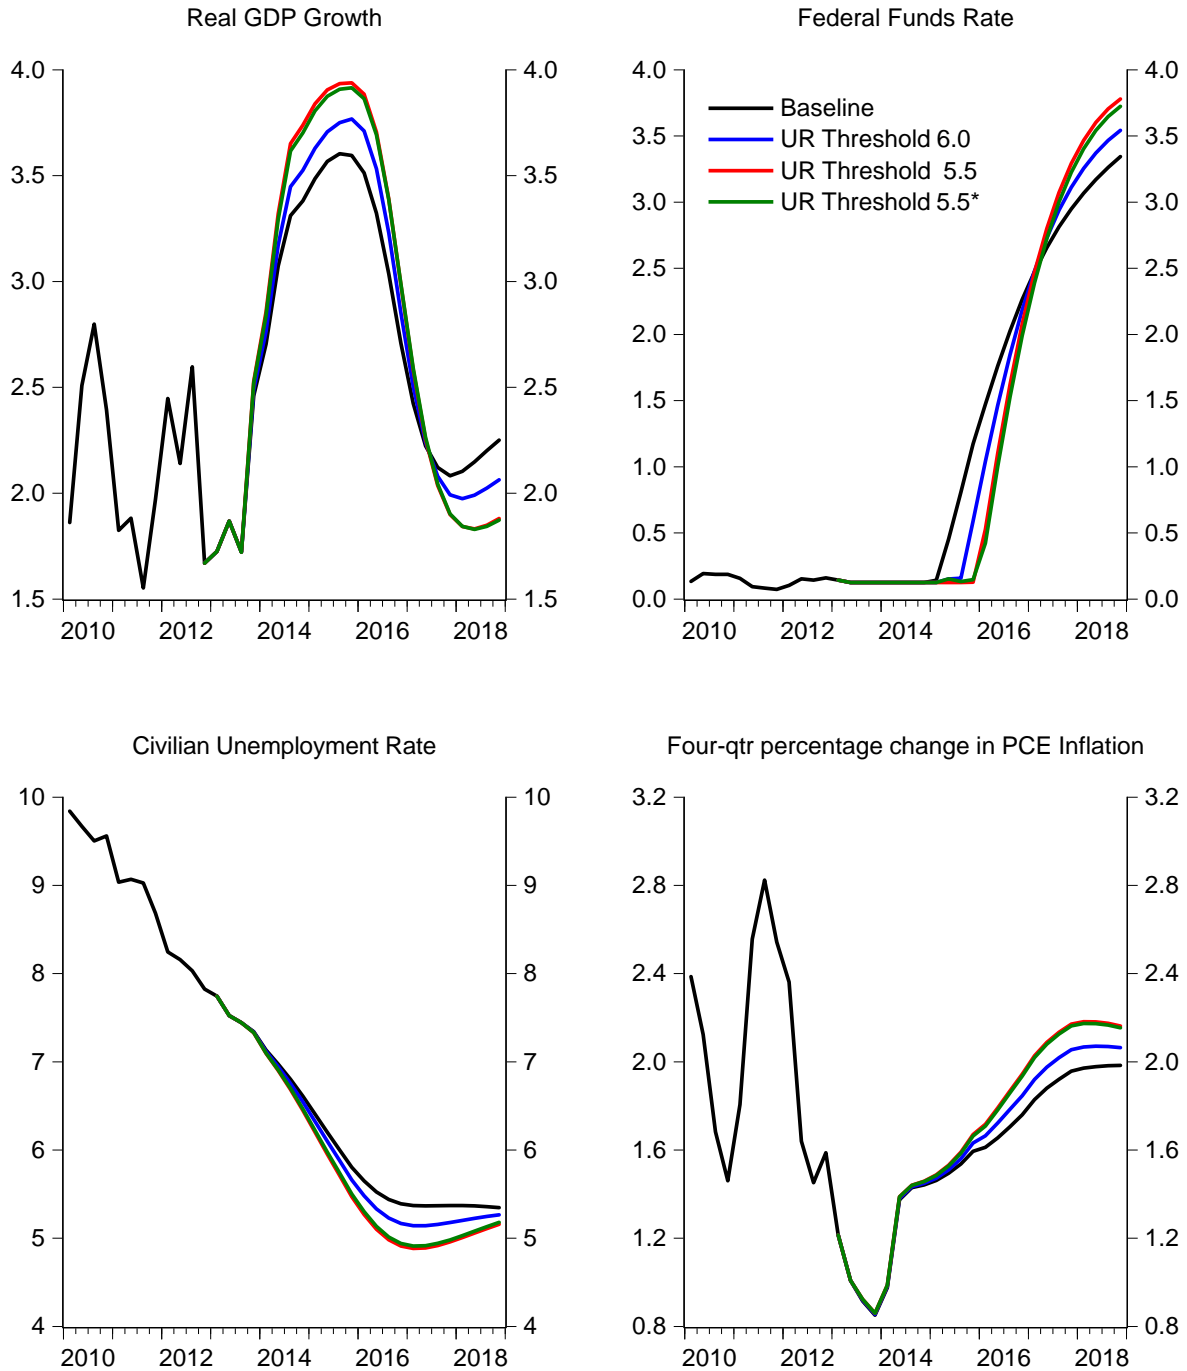 Real GDP Growth
4.0 4.0
3.5 3.5
3.0 3.0
2.5 2.5
2.0 2.0
1.5 1.5
2010 2012 2014 2016 2018
Federal Funds Rate
4.0 4.0
3.5 3.5
3.0 3.0
2.5 2.5
2.0 2.0
1.5 1.5
1.0 1.0
0.5 0.5
0.0 0.0
Baseline
UR Threshold 6.0
UR Threshold 5.5
UR Threshold 5.5*
2010 2012 2014 2016 2018
Civilian Unemployment Rate
10 10
9 9
8 8
7 7
6 6
5 5
4 4
2010 2012 2014 2016 2018
Four-qtr percentage change in PCE Inflation
3.2 3.2
2.8 2.8
2.4 2.4
2.0 2.0
1.6 1.6
1.2 1.2
0.8 0.8
2010 2012 2014 2016 2018